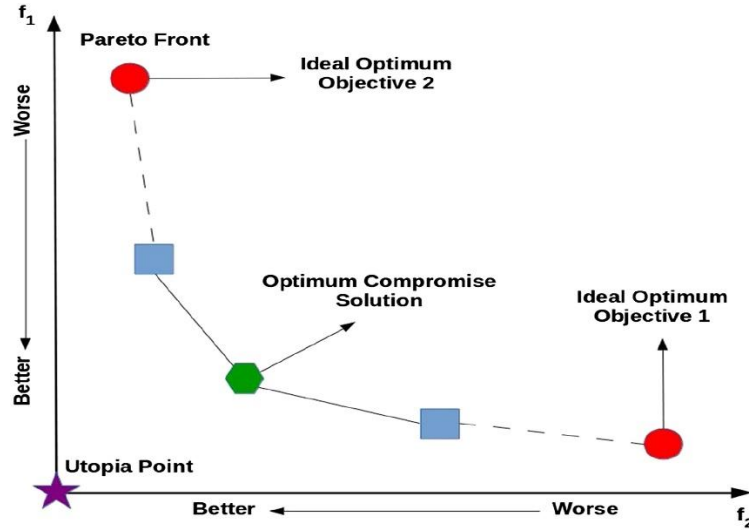 f₁
Pareto Front
Ideal Optimum
Objective 2
Worse
Better
Optimum Compromise
Solution
Ideal Optimum
Objective 1
Utopia Point
Better
Worse
f₂